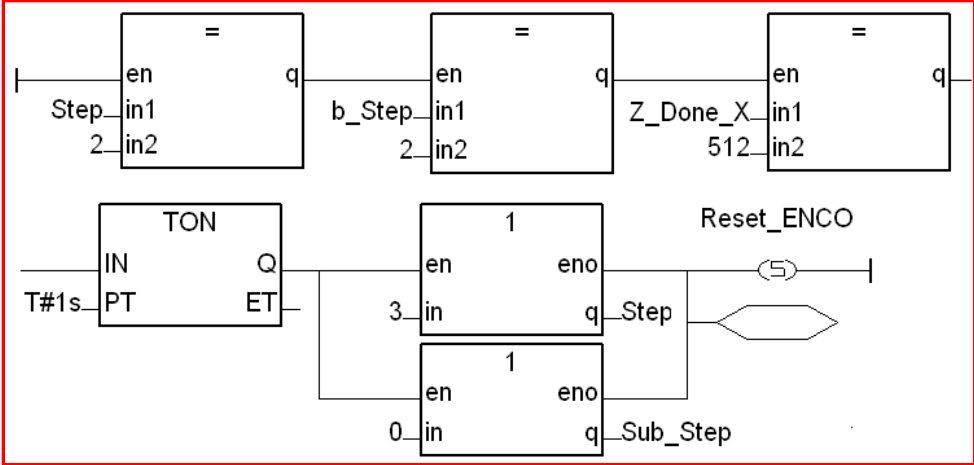 = = =
en q en q en q
Step in1 b_Step in1 Z_Done_X in1
2 in2 2 in2 512 in2
TON 1 Reset_ENCO
IN Q en eno S
T#1s PT ET 3 in q Step
1
en eno
0 in q Sub_Step